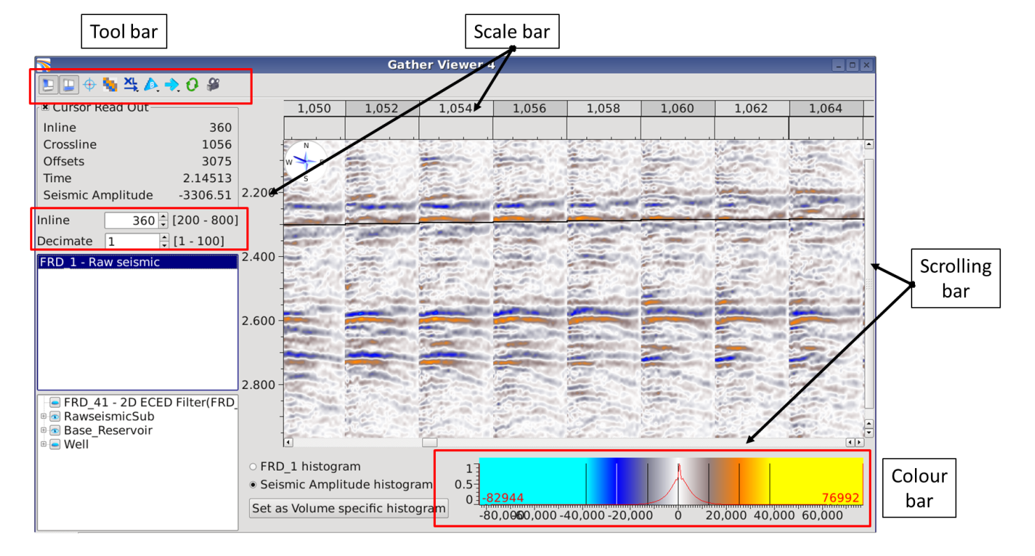 Tool bar
Scale bar
Gather Viewer 4
XL
Cursor Read Out
Inline 360
Crossline 1056
Offsets 3075
Time 2.14513
Seismic Amplitude -3306.51
Inline 360 [200 - 800]
Decimate 1 [1 - 100]
FRD_1 - Raw seismic
FRD_41 - 2D ECED Filter(FRD_
RawseismicSub
Base_Reservoir
Well
1,050 1,052 1,054 1,056 1,058 1,060 1,062 1,064
N
W
S
2.200
2.400
2.600
2.800
Scrolling
bar
FRD_1 histogram
Seismic Amplitude histogram
Set as Volume specific histogram
1
0.5
0
-82944 76992
-80,000 -60,000 -40,000 -20,000 0 20,000 40,000 60,000
Colour
bar